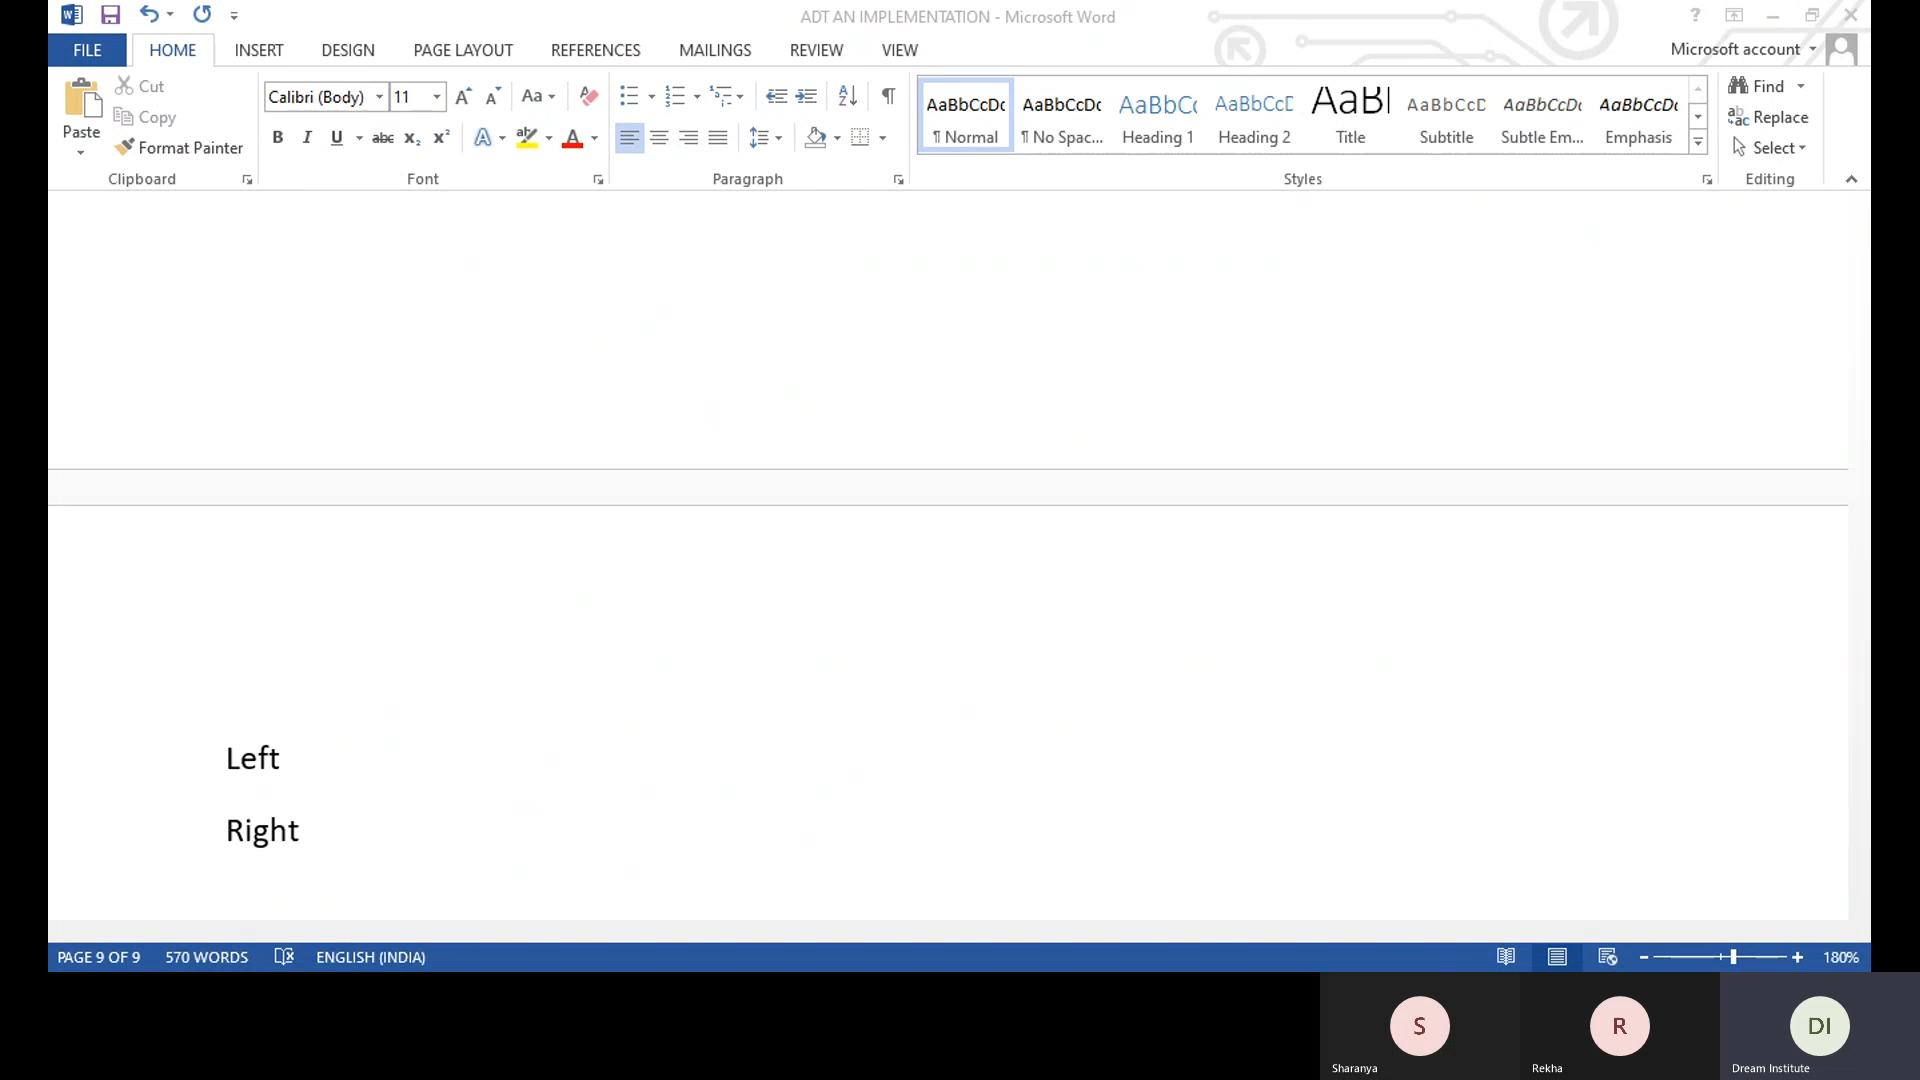 ADT AN IMPLEMENTATION - Microsoft Word
?
FILE HOME INSERT DESIGN PAGE LAYOUT REFERENCES MAILINGS REVIEW VIEW
Microsoft account
Paste
Cut
Copy
Format Painter
Clipboard
Calibri (Body) 11
Font
Paragraph
AaBbCcDc AaBbCcDc AaBbCc AaBbCcD AaBl AaBbCcD AaBbCcDc AaBbCcDc
¶ Normal ¶ No Spac... Heading 1 Heading 2 Title Subtitle Subtle Em... Emphasis
Styles
Find
Replace
Select
Editing
Left
Right
PAGE 9 OF 9 570 WORDS ENGLISH (INDIA) 180%
S R DI
Sharanya Rekha Dream Institute